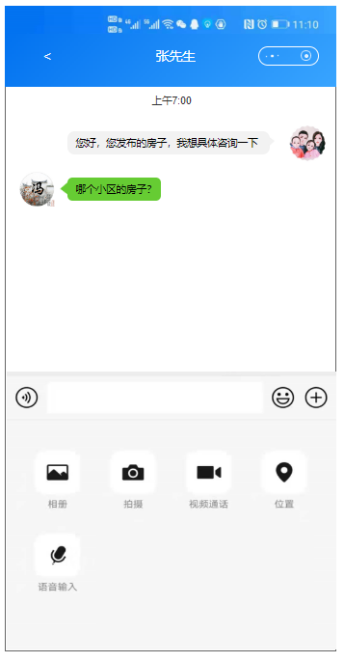 11:10
<
张先生
上午7:00
您好，您发布的房子，我想具体咨询一下
冯
哪个小区的房子？
相册
拍摄
视频通话
位置
语音输入